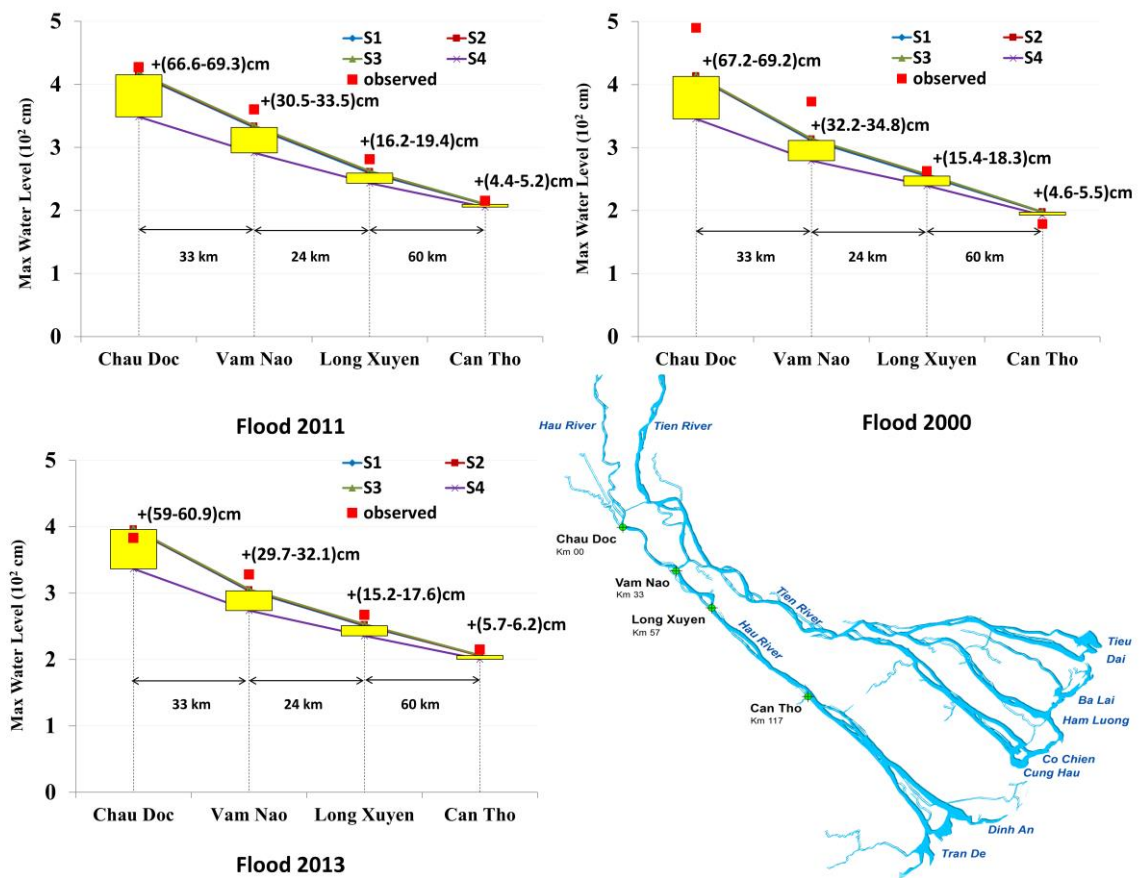 Max Water Level (10² cm)
5
4
3
2
1
0
S1
S2
S3
S4
observed
+(66.6-69.3)cm
+(30.5-33.5)cm
+(16.2-19.4)cm
+(4.4-5.2)cm
33 km
24 km
60 km
Chau Doc
Vam Nao
Long Xuyen
Can Tho
Flood 2011
Max Water Level (10² cm)
5
4
3
2
1
0
S1
S2
S3
S4
observed
+(67.2-69.2)cm
+(32.2-34.8)cm
+(15.4-18.3)cm
+(4.6-5.5)cm
33 km
24 km
60 km
Chau Doc
Vam Nao
Long Xuyen
Can Tho
Flood 2000
Max Water Level (10² cm)
5
4
3
2
1
0
S1
S2
S3
S4
observed
+(59-60.9)cm
+(29.7-32.1)cm
+(15.2-17.6)cm
+(5.7-6.2)cm
33 km
24 km
60 km
Chau Doc
Vam Nao
Long Xuyen
Can Tho
Flood 2013
Hau River
Tien River
Chau Doc
Km 00
Vam Nao
Km 33
Long Xuyen
Km 57
Tien River
Hau River
Can Tho
Km 117
Tieu
Dai
Ba Lai
Ham Luong
Co Chien
Cung Hau
Dinh An
Tran De